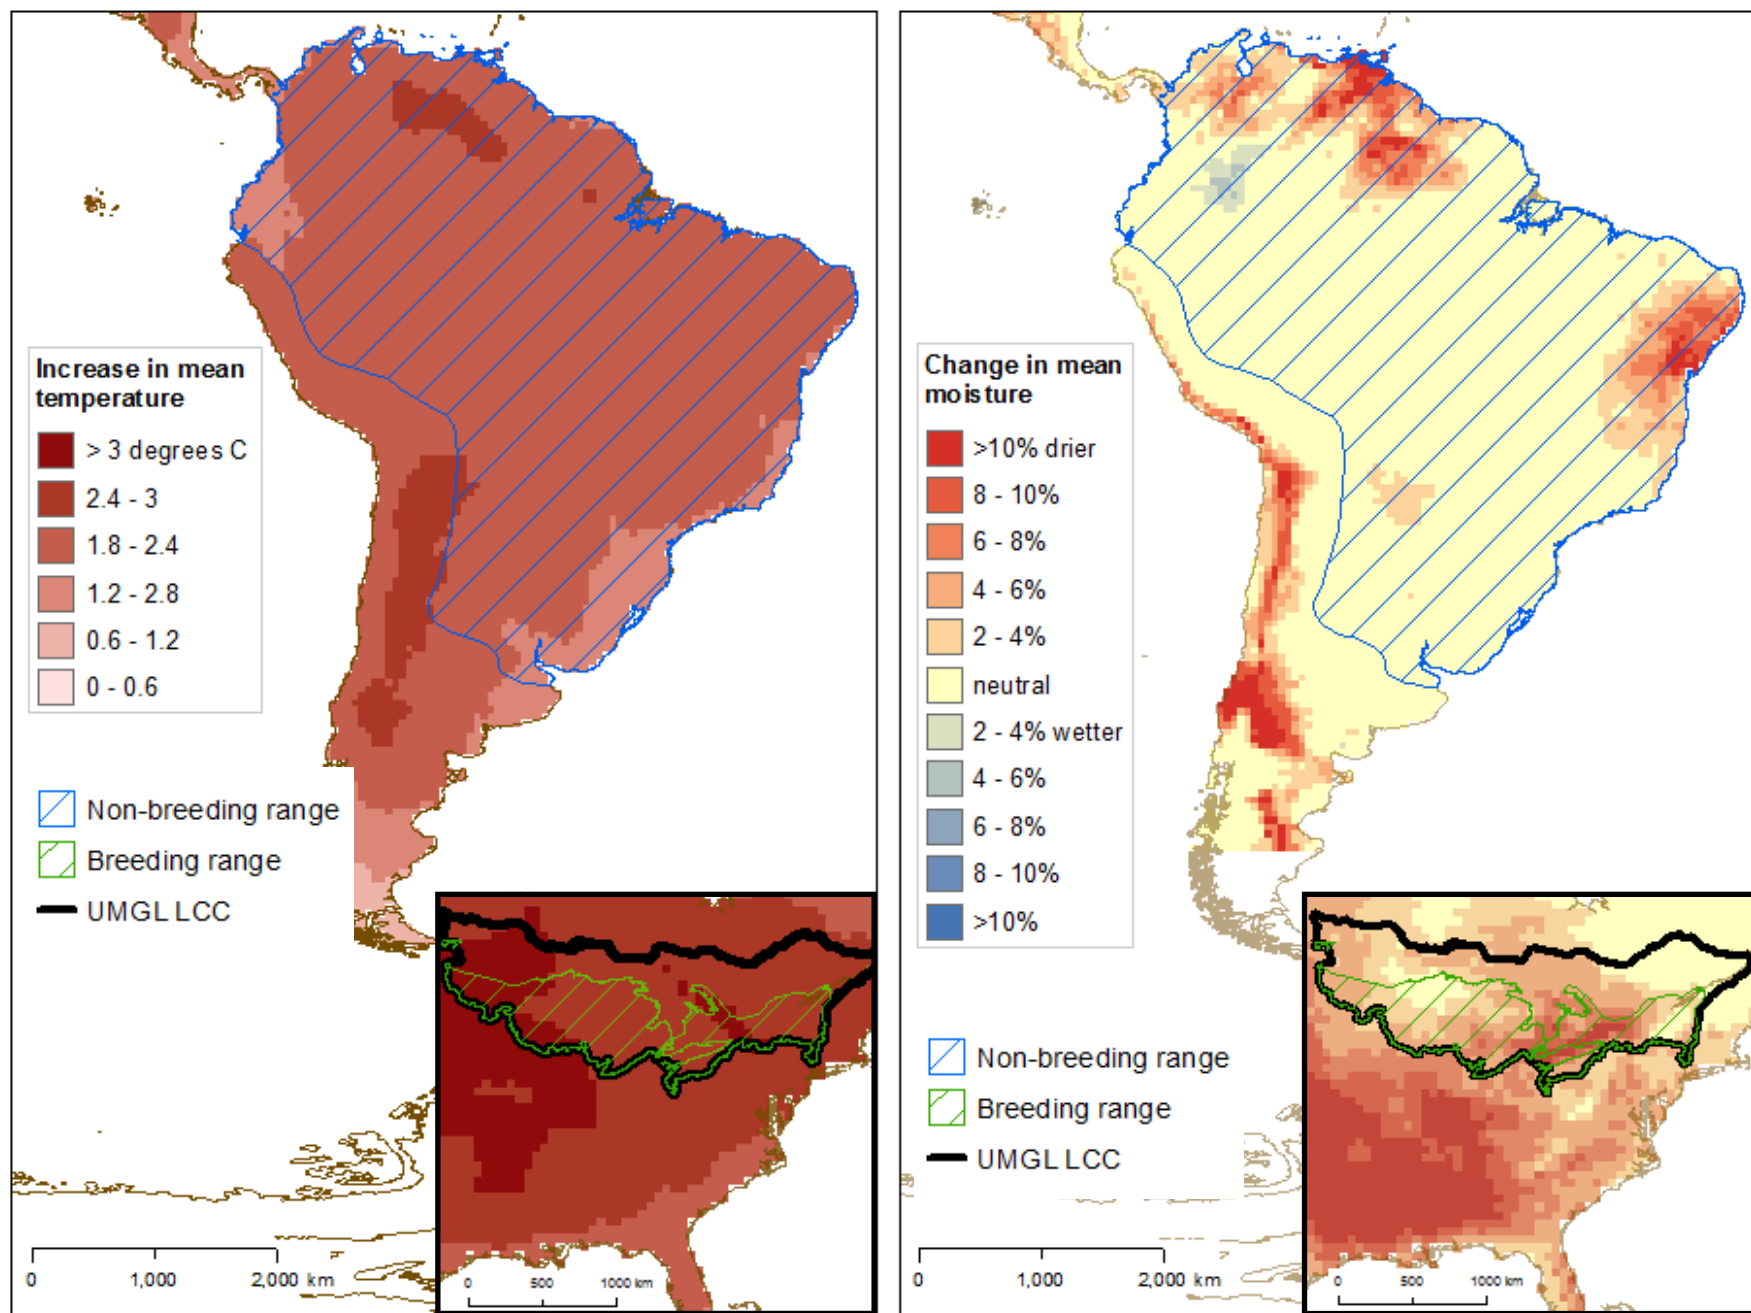 Increase in mean
temperature
> 3 degrees C
2.4 - 3
1.8 - 2.4
1.2 - 2.8
0.6 - 1.2
0 - 0.6
Non-breeding range
Breeding range
UMGL LCC
0 1,000 2,000 km
0 500 1000 km
Change in mean
moisture
>10% drier
8 - 10%
6 - 8%
4 - 6%
2 - 4%
neutral
2 - 4% wetter
4 - 6%
6 - 8%
8 - 10%
>10%
Non-breeding range
Breeding range
UMGL LCC
0 1,000 2,000 km
0 500 1000 km